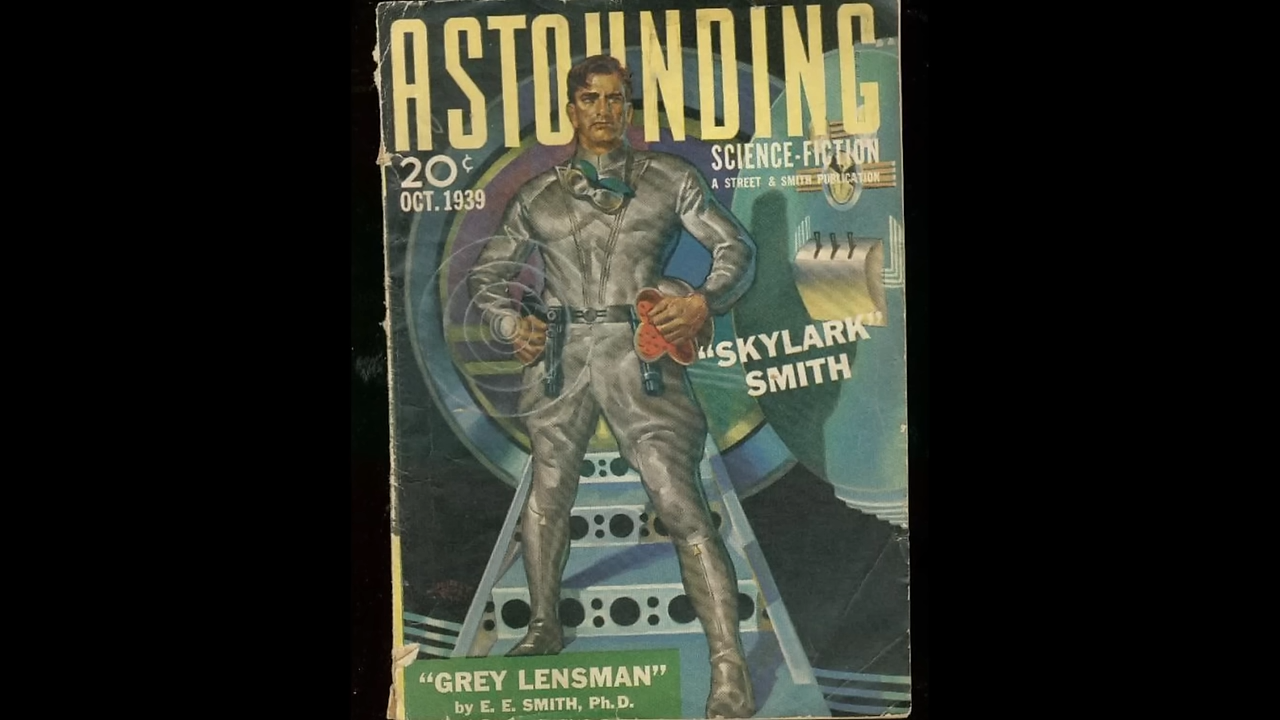 ASTOUNDING
SCIENCE-FICTION
A STREET & SMITH PUBLICATION
20¢
OCT. 1939
"SKYLARK"
SMITH
"GREY LENSMAN"
by E. E. SMITH, Ph.D.